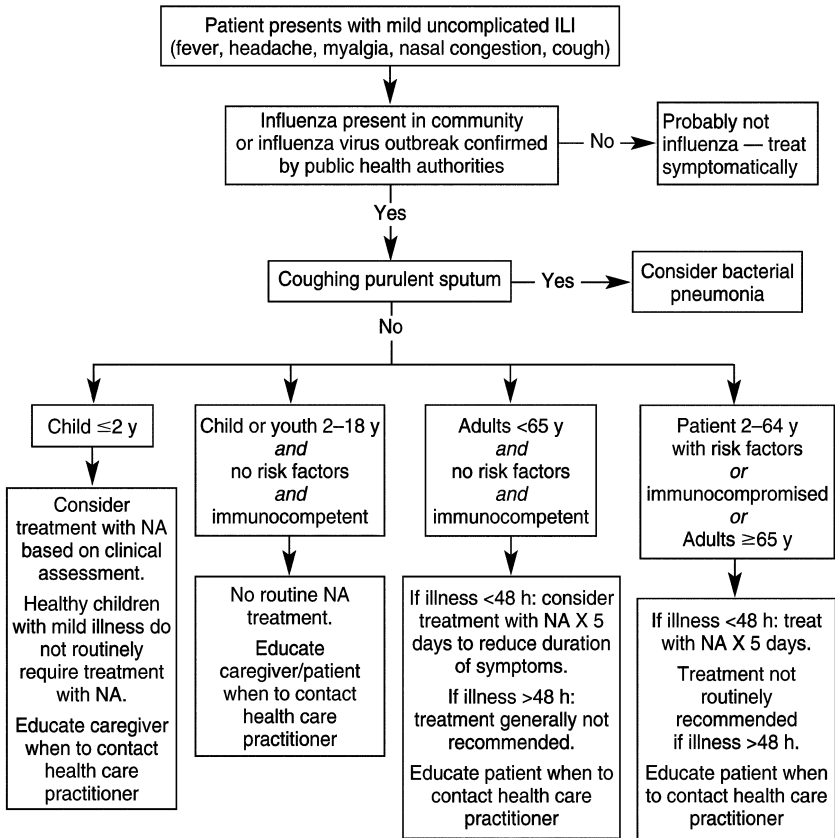 Patient presents with mild uncomplicated ILI
(fever, headache, myalgia, nasal congestion, cough)
Influenza present in community
or influenza virus outbreak confirmed
by public health authorities
No
Probably not
influenza — treat
symptomatically
Yes
Coughing purulent sputum
Yes
Consider bacterial
pneumonia
No
Child ≤2 y
Consider
treatment with NA
based on clinical
assessment.
Healthy children
with mild illness do
not routinely
require treatment
with NA.
Educate caregiver
when to contact
health care
practitioner
Child or youth 2–18 y
and
no risk factors
and
immunocompetent
No routine NA
treatment.
Educate
caregiver/patient
when to contact
health care
practitioner
Adults <65 y
and
no risk factors
and
immunocompetent
If illness <48 h: consider
treatment with NA X 5
days to reduce duration
of symptoms.
If illness >48 h:
treatment generally not
recommended.
Educate patient when to
contact health care
practitioner
Patient 2–64 y
with risk factors
or
immunocompromised
or
Adults ≥65 y
If illness <48 h: treat
with NA X 5 days.
Treatment not
routinely
recommended
if illness >48 h.
Educate patient when
to contact health care
practitioner